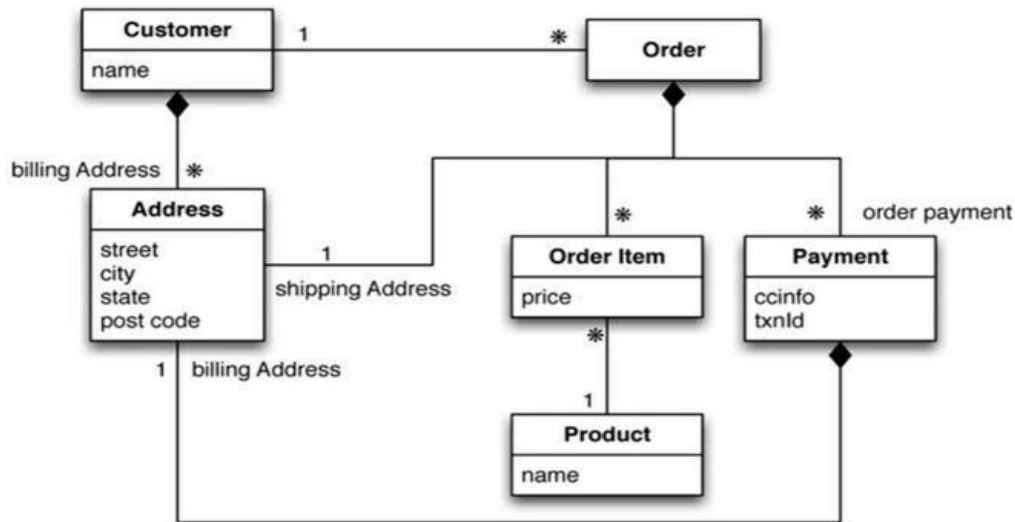 Customer
1
*
Order
name
billing Address
*
Address
street
city
state
post code
1
shipping Address
*
Order Item
price
*
order payment
Payment
ccinfo
txnId
*
1
billing Address
1
Product
name